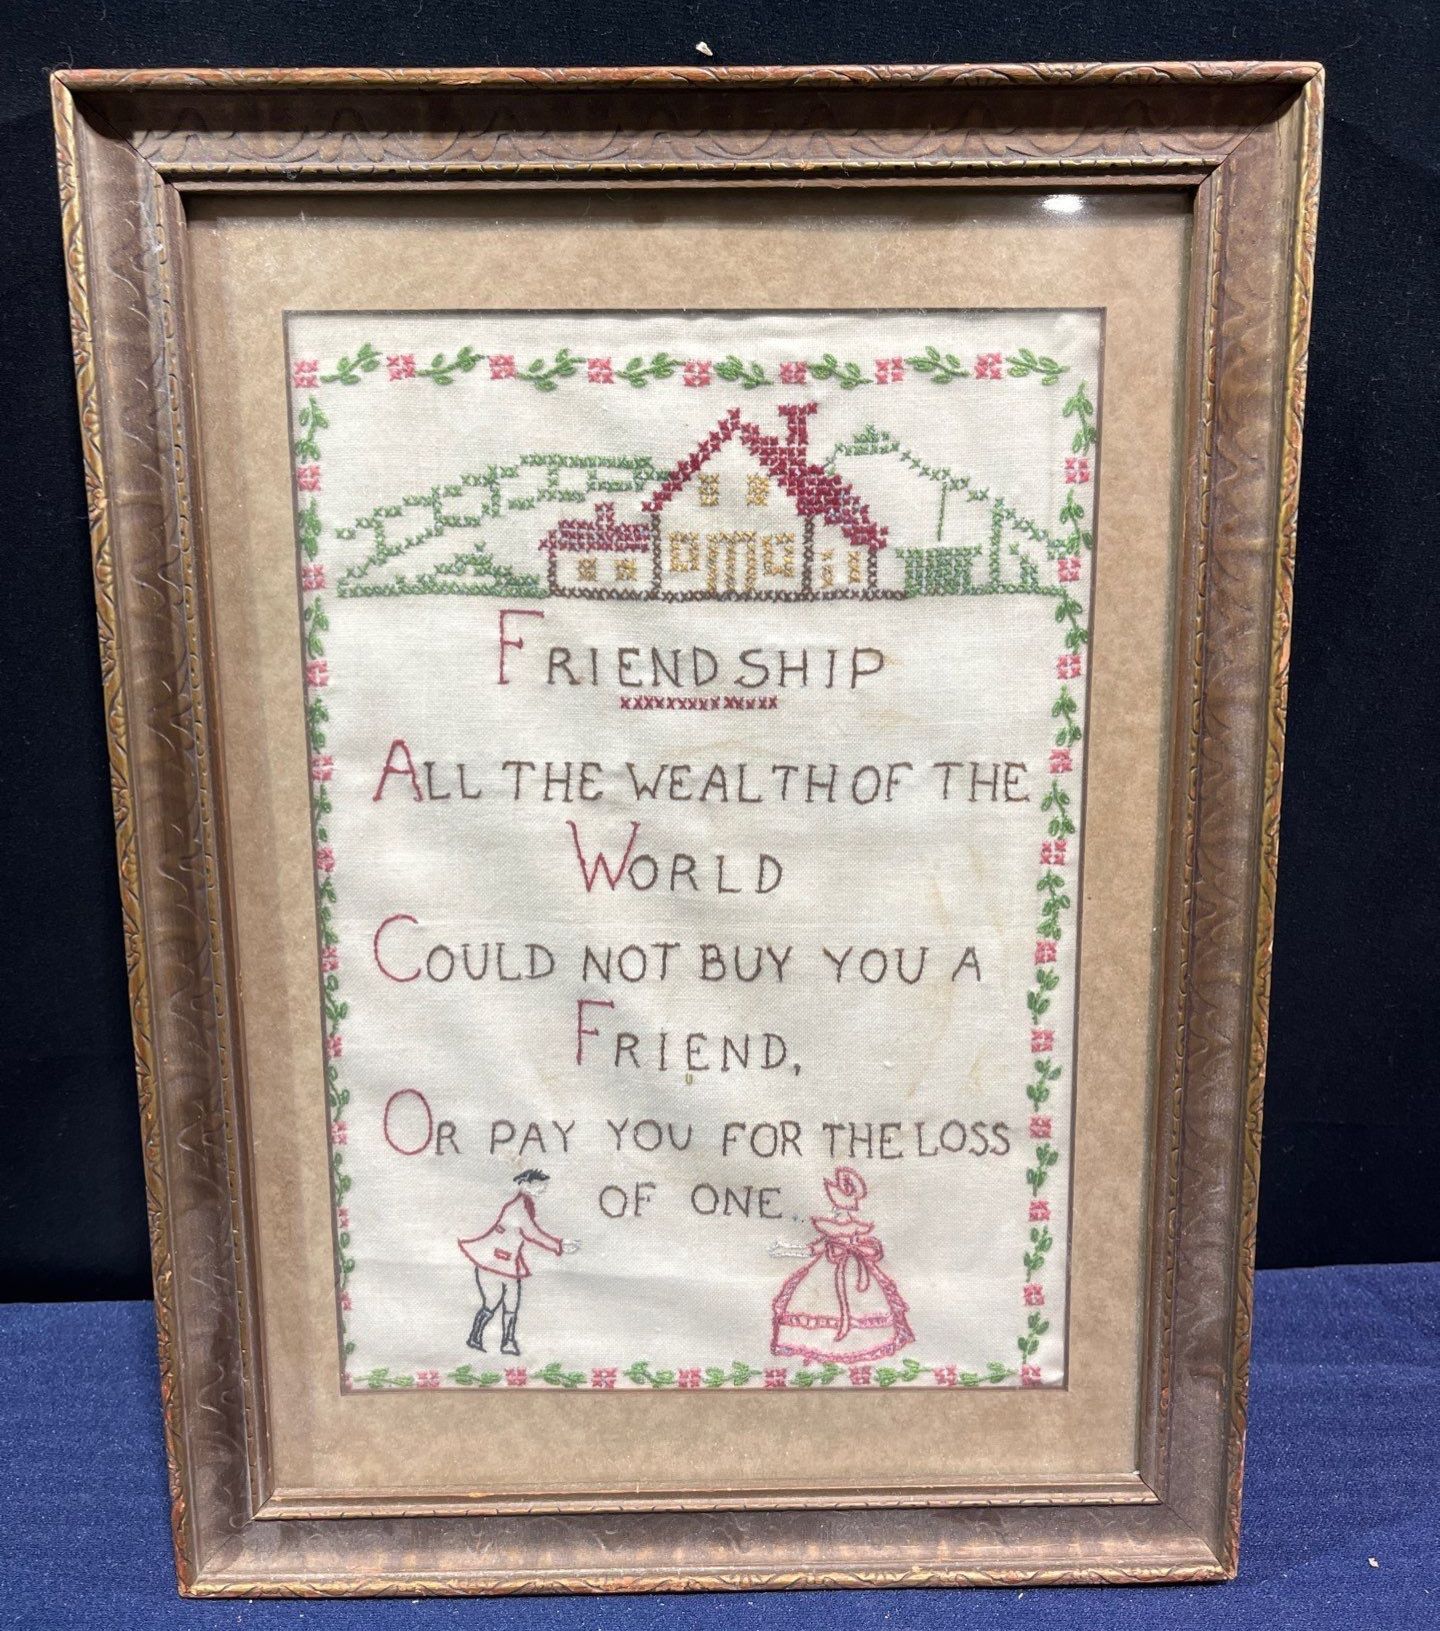 FRIENDSHIP
ALL THE WEALTH OF THE
WORLD
COULD NOT BUY YOU A
FRIEND,
OR PAY YOU FOR THE LOSS
OF ONE.